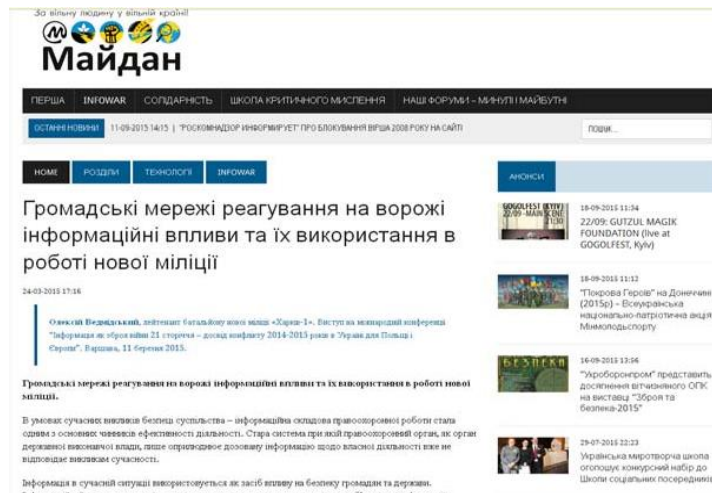 За вільну людину у вільній країні!
Майдан
ПЕРША INFOWAR СОЛІДАРНІСТЬ ШКОЛА КРИТИЧНОГО МИСЛЕННЯ НАШІ ФОРУМИ – МИНУЛІ І МАЙБУТНІ
ОСТАННІ НОВИНИ 11-09-2015 14:15 | "РОСКОМНАДЗОР ИНФОРМИРУЕТ" ПРО БЛОКУВАННЯ ВІРША 2008 РОКУ НА САЙТІ
ПОШУК...
HOME РОЗДІЛИ ТЕХНОЛОГІЇ INFOWAR
Громадські мережі реагування на ворожі
інформаційні впливи та їх використання в
роботі нової міліції
24-03-2015 17:16
Олексій Ведмідський, лейтенант батальйону нової міліції «Харків-1». Виступ на міжнародній конференції
"Інформація як зброя війни 21 сторіччя – досвід конфлікту 2014-2015 років в Україні для Польщі і
Європи". Варшава, 11 березня 2015.
Громадські мережі реагування на ворожі інформаційні впливи та їх використання в роботі нової
міліції.
В умовах сучасних викликів безпеці суспільства – інформаційна складова правоохоронної роботи стала
одним з основних чинників ефективності діяльності. Стара система при якій правоохоронний орган, як орган
державної виконавчої влади, лише оприлюднює дозовану інформацію щодо власної діяльності вже не
відповідає викликам сучасності.
Інформація в сучасній ситуації використовується як засіб впливу на безпеку громадян та держави.
АНОНСИ
GOGOLFEST (KYIV)
22/09 - MAIN SCENE
21:30
18-09-2015 11:34
22/09: GUTZUL MAGIK
FOUNDATION (live at
GOGOLFEST, Kyiv)
18-09-2015 11:12
"Покрова Героїв" на Донеччині
(2015р) – Всеукраїнська
національно-патріотична акція
Мінмолодьспорту
БЕЗПЕКА
16-09-2015 13:56
"Укроборонпром" представить
досягнення вітчизняного ОПК
на виставці "Зброя та
безпека-2015"
29-07-2015 22:23
Українська миротворча школа
оголошує конкурсний набір до
Школи соціальних посередників